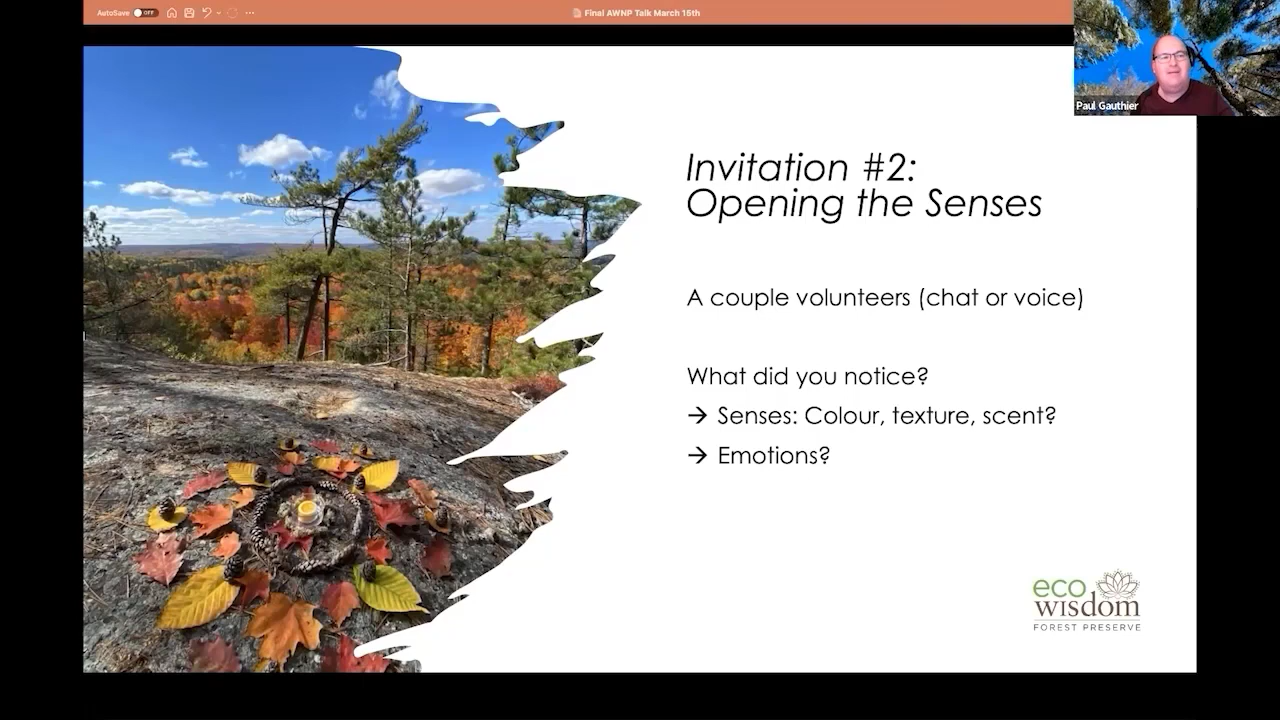 AutoSave OFF
Final AWNP Talk March 15th
Paul Gauthier
Invitation #2:
Opening the Senses
A couple volunteers (chat or voice)
What did you notice?
→ Senses: Colour, texture, scent?
→ Emotions?
eco
wisdom
FOREST PRESERVE